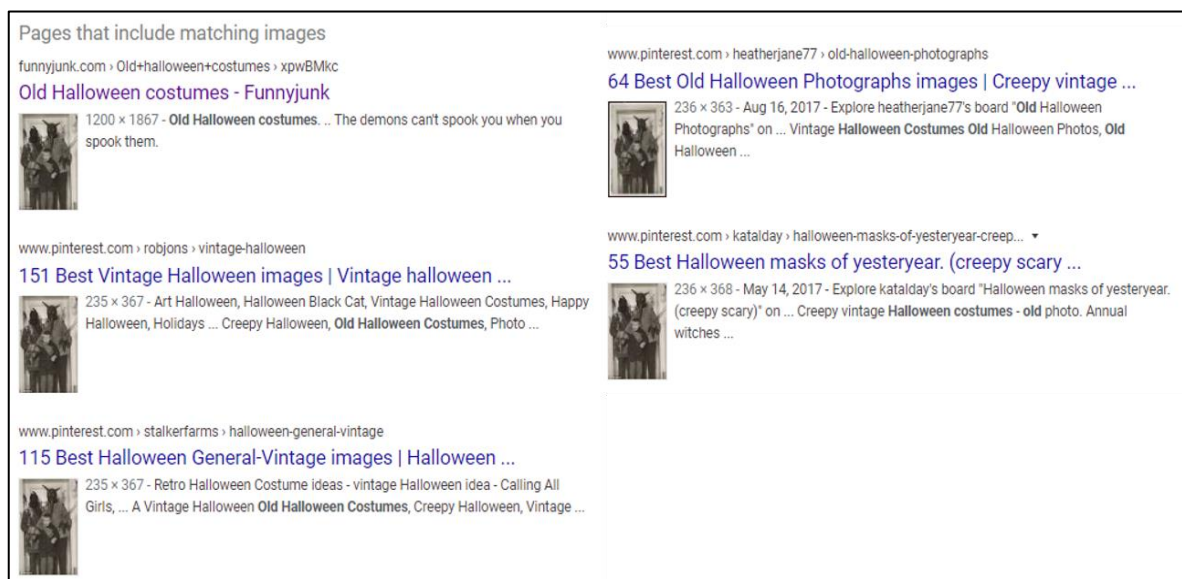 Pages that include matching images
funnyjunk.com › Old+halloween+costumes › xpwBMkc
Old Halloween costumes - Funnyjunk
1200 × 1867 - Old Halloween costumes. .. The demons can't spook you when you
spook them.
www.pinterest.com › robjons › vintage-halloween
151 Best Vintage Halloween images | Vintage halloween ...
235 × 367 - Art Halloween, Halloween Black Cat, Vintage Halloween Costumes, Happy
Halloween, Holidays ... Creepy Halloween, Old Halloween Costumes, Photo ...
www.pinterest.com › stalkerfarms › halloween-general-vintage
115 Best Halloween General-Vintage images | Halloween ...
235 × 367 - Retro Halloween Costume ideas - vintage Halloween idea - Calling All
Girls, ... A Vintage Halloween Old Halloween Costumes, Creepy Halloween, Vintage ...
www.pinterest.com › heatherjane77 › old-halloween-photographs
64 Best Old Halloween Photographs images | Creepy vintage ...
236 × 363 - Aug 16, 2017 - Explore heatherjane77's board "Old Halloween
Photographs" on ... Vintage Halloween Costumes Old Halloween Photos, Old
Halloween ...
www.pinterest.com › katalday › halloween-masks-of-yesteryear-creep...
55 Best Halloween masks of yesteryear. (creepy scary ...
236 × 368 - May 14, 2017 - Explore katalday's board "Halloween masks of yesteryear.
(creepy scary)" on ... Creepy vintage Halloween costumes - old photo. Annual
witches ...